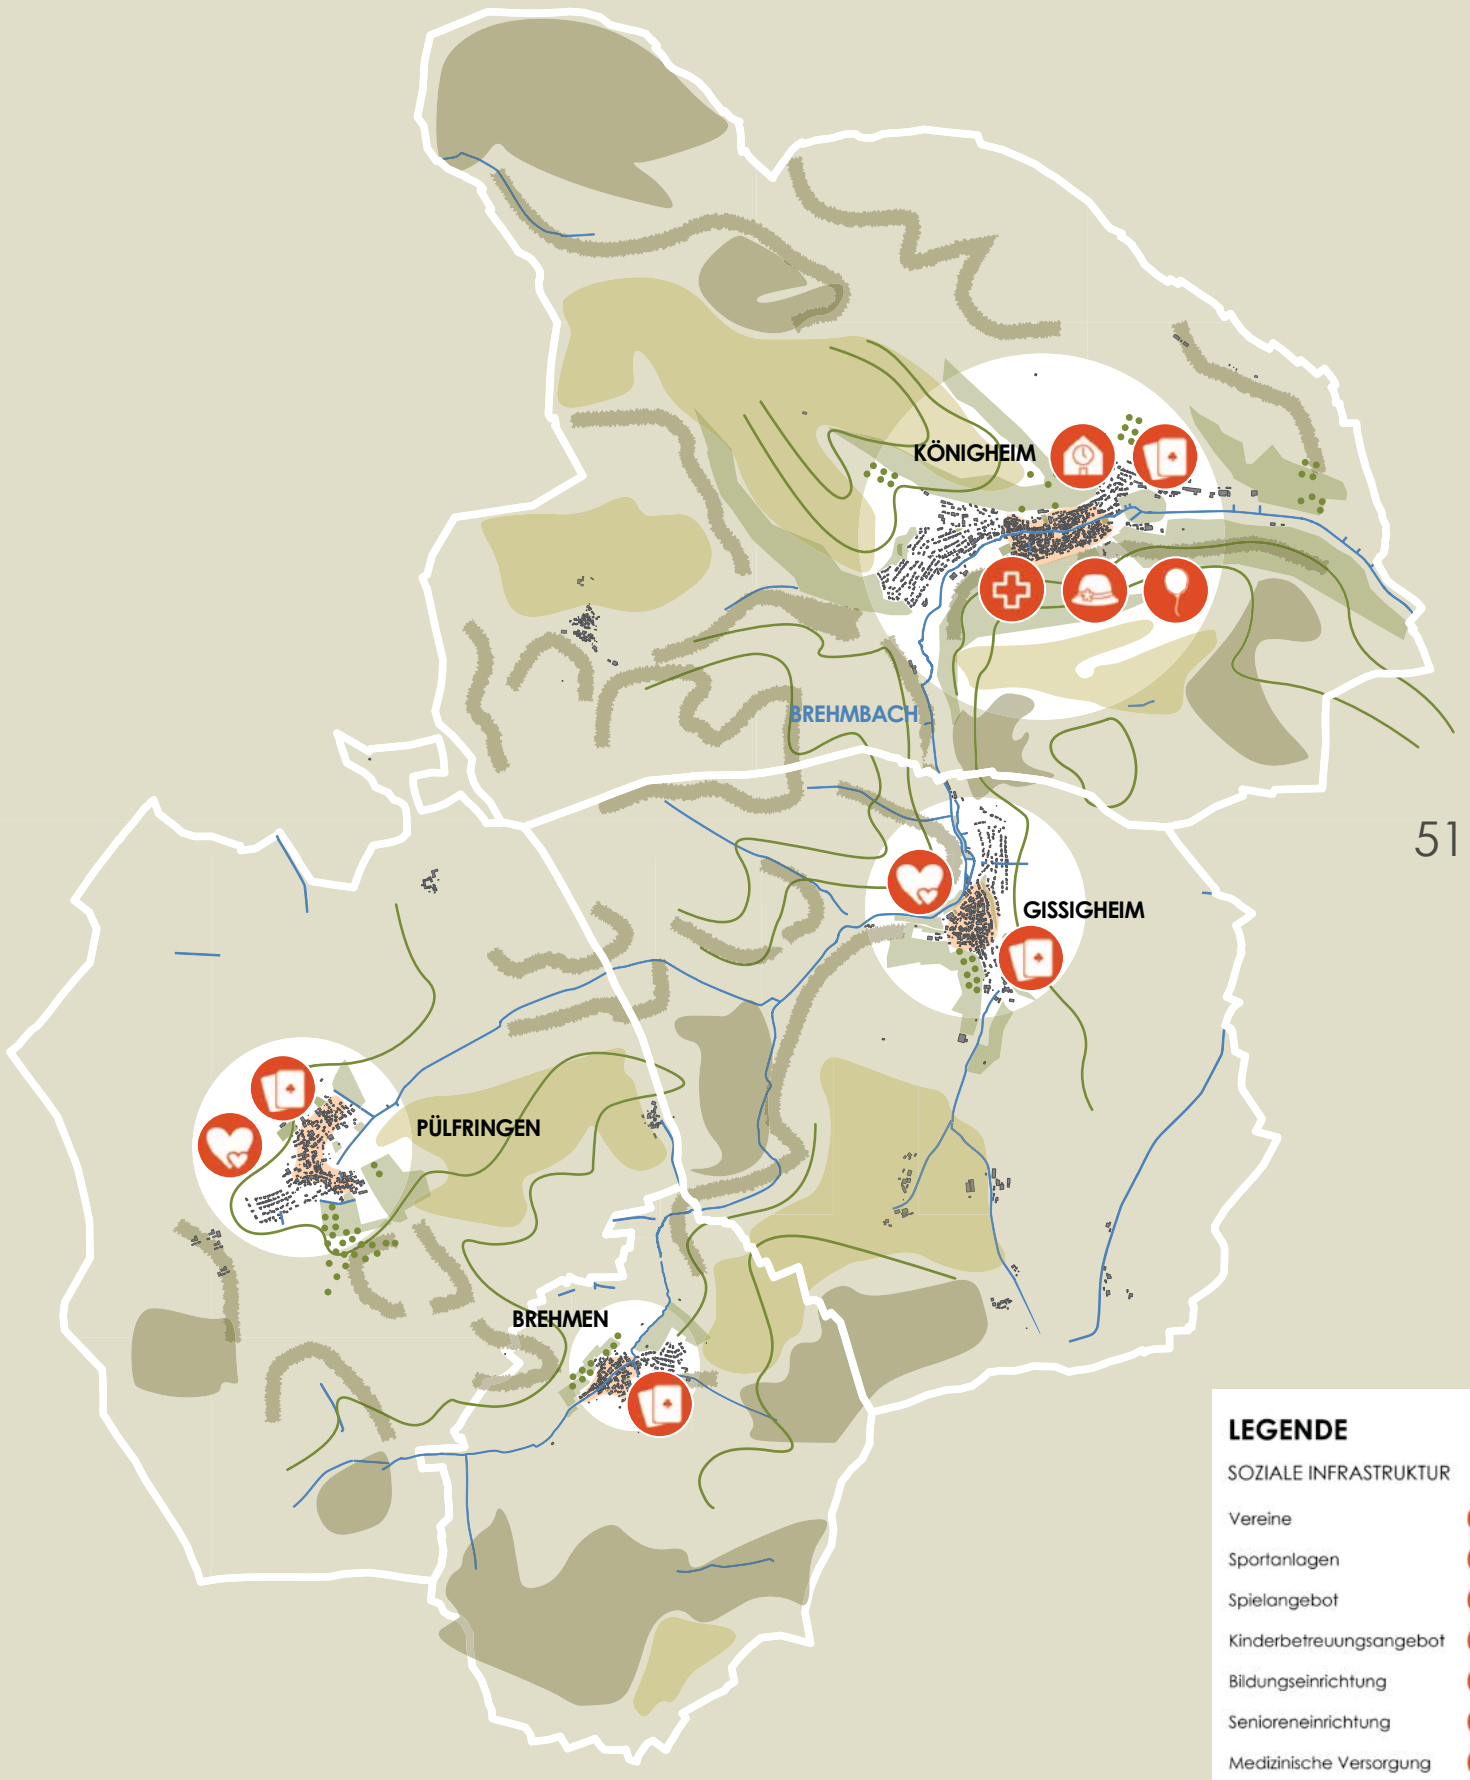 KÖNIGHEIM
BREHMBACH
51
GISSIGHEIM
PÜLFRINGEN
BREHMEN
LEGENDE
SOZIALE INFRASTRUKTUR
Vereine
Sportanlagen
Spielangebot
Kinderbetreuungsangebot
Bildungseinrichtung
Senioreneinrichtung
Medizinische Versorgung